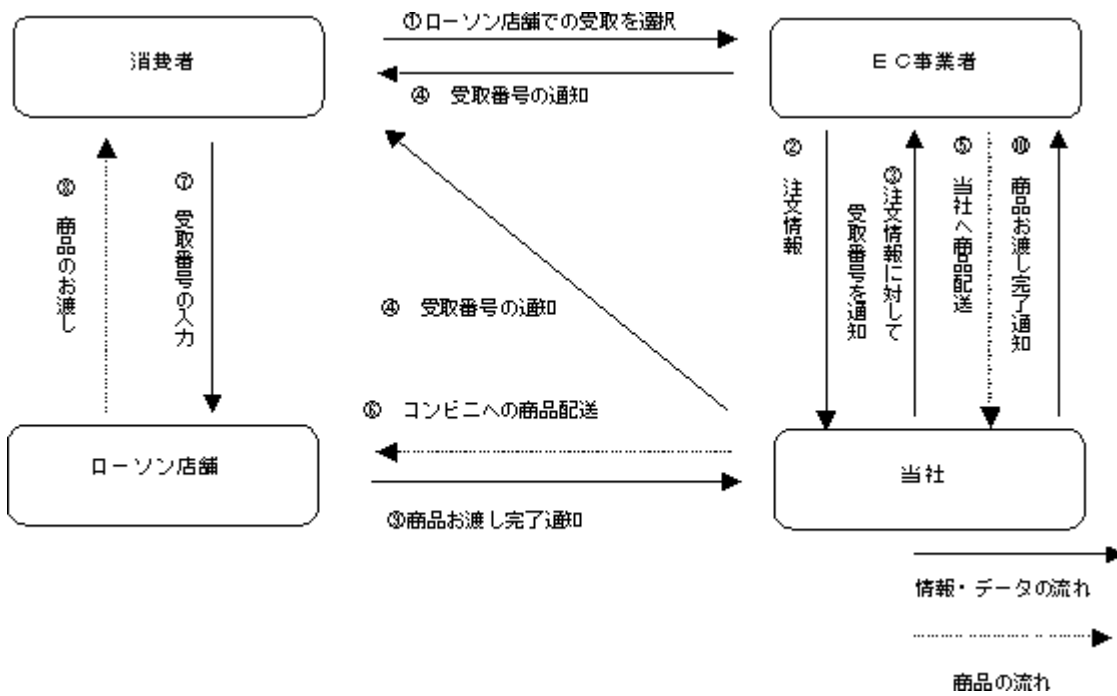 ①ローソン店舗での受取を選択
消費者
EC事業者
④ 受取番号の通知
② 注文情報
③注文情報に対して
受取番号を通知
⑤ 当社へ商品配送
⑩ 商品お渡し完了通知
⑧ 商品のお渡し
⑦ 受取番号の入力
④ 受取番号の通知
⑥ コンビニへの商品配送
ローソン店舗
当社
⑨商品お渡し完了通知
情報・データの流れ
商品の流れ